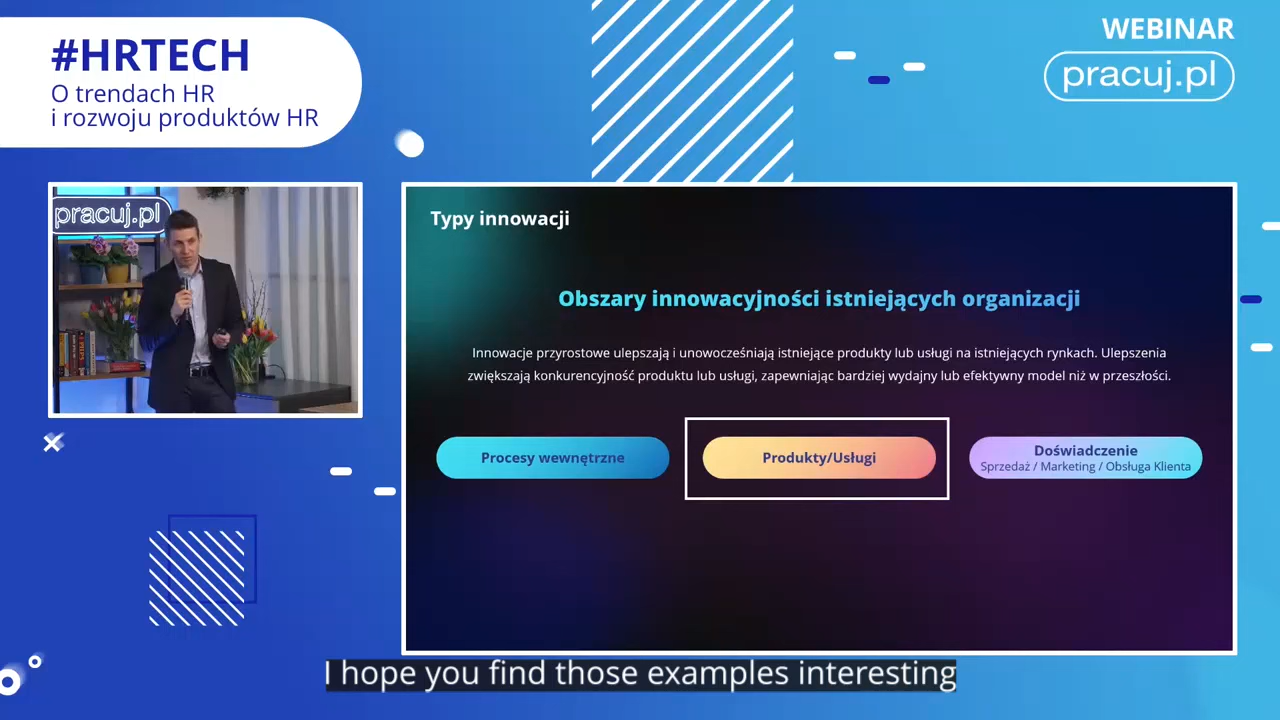 #HRTECH
O trendach HR
i rozwoju produktów HR
WEBINAR
pracuj.pl
pracuj.pl
Typy innowacji
Obszary innowacyjności istniejących organizacji
Innowacje przyrostowe ulepszają i unowocześniają istniejące produkty lub usługi na istniejących rynkach. Ulepszenia
zwiększają konkurencyjność produktu lub usługi, zapewniając bardziej wydajny lub efektywny model niż w przeszłości.
Procesy wewnętrzne
Produkty/Usługi
Doświadczenie
Sprzedaż / Marketing / Obsługa Klienta
I hope you find those examples interesting